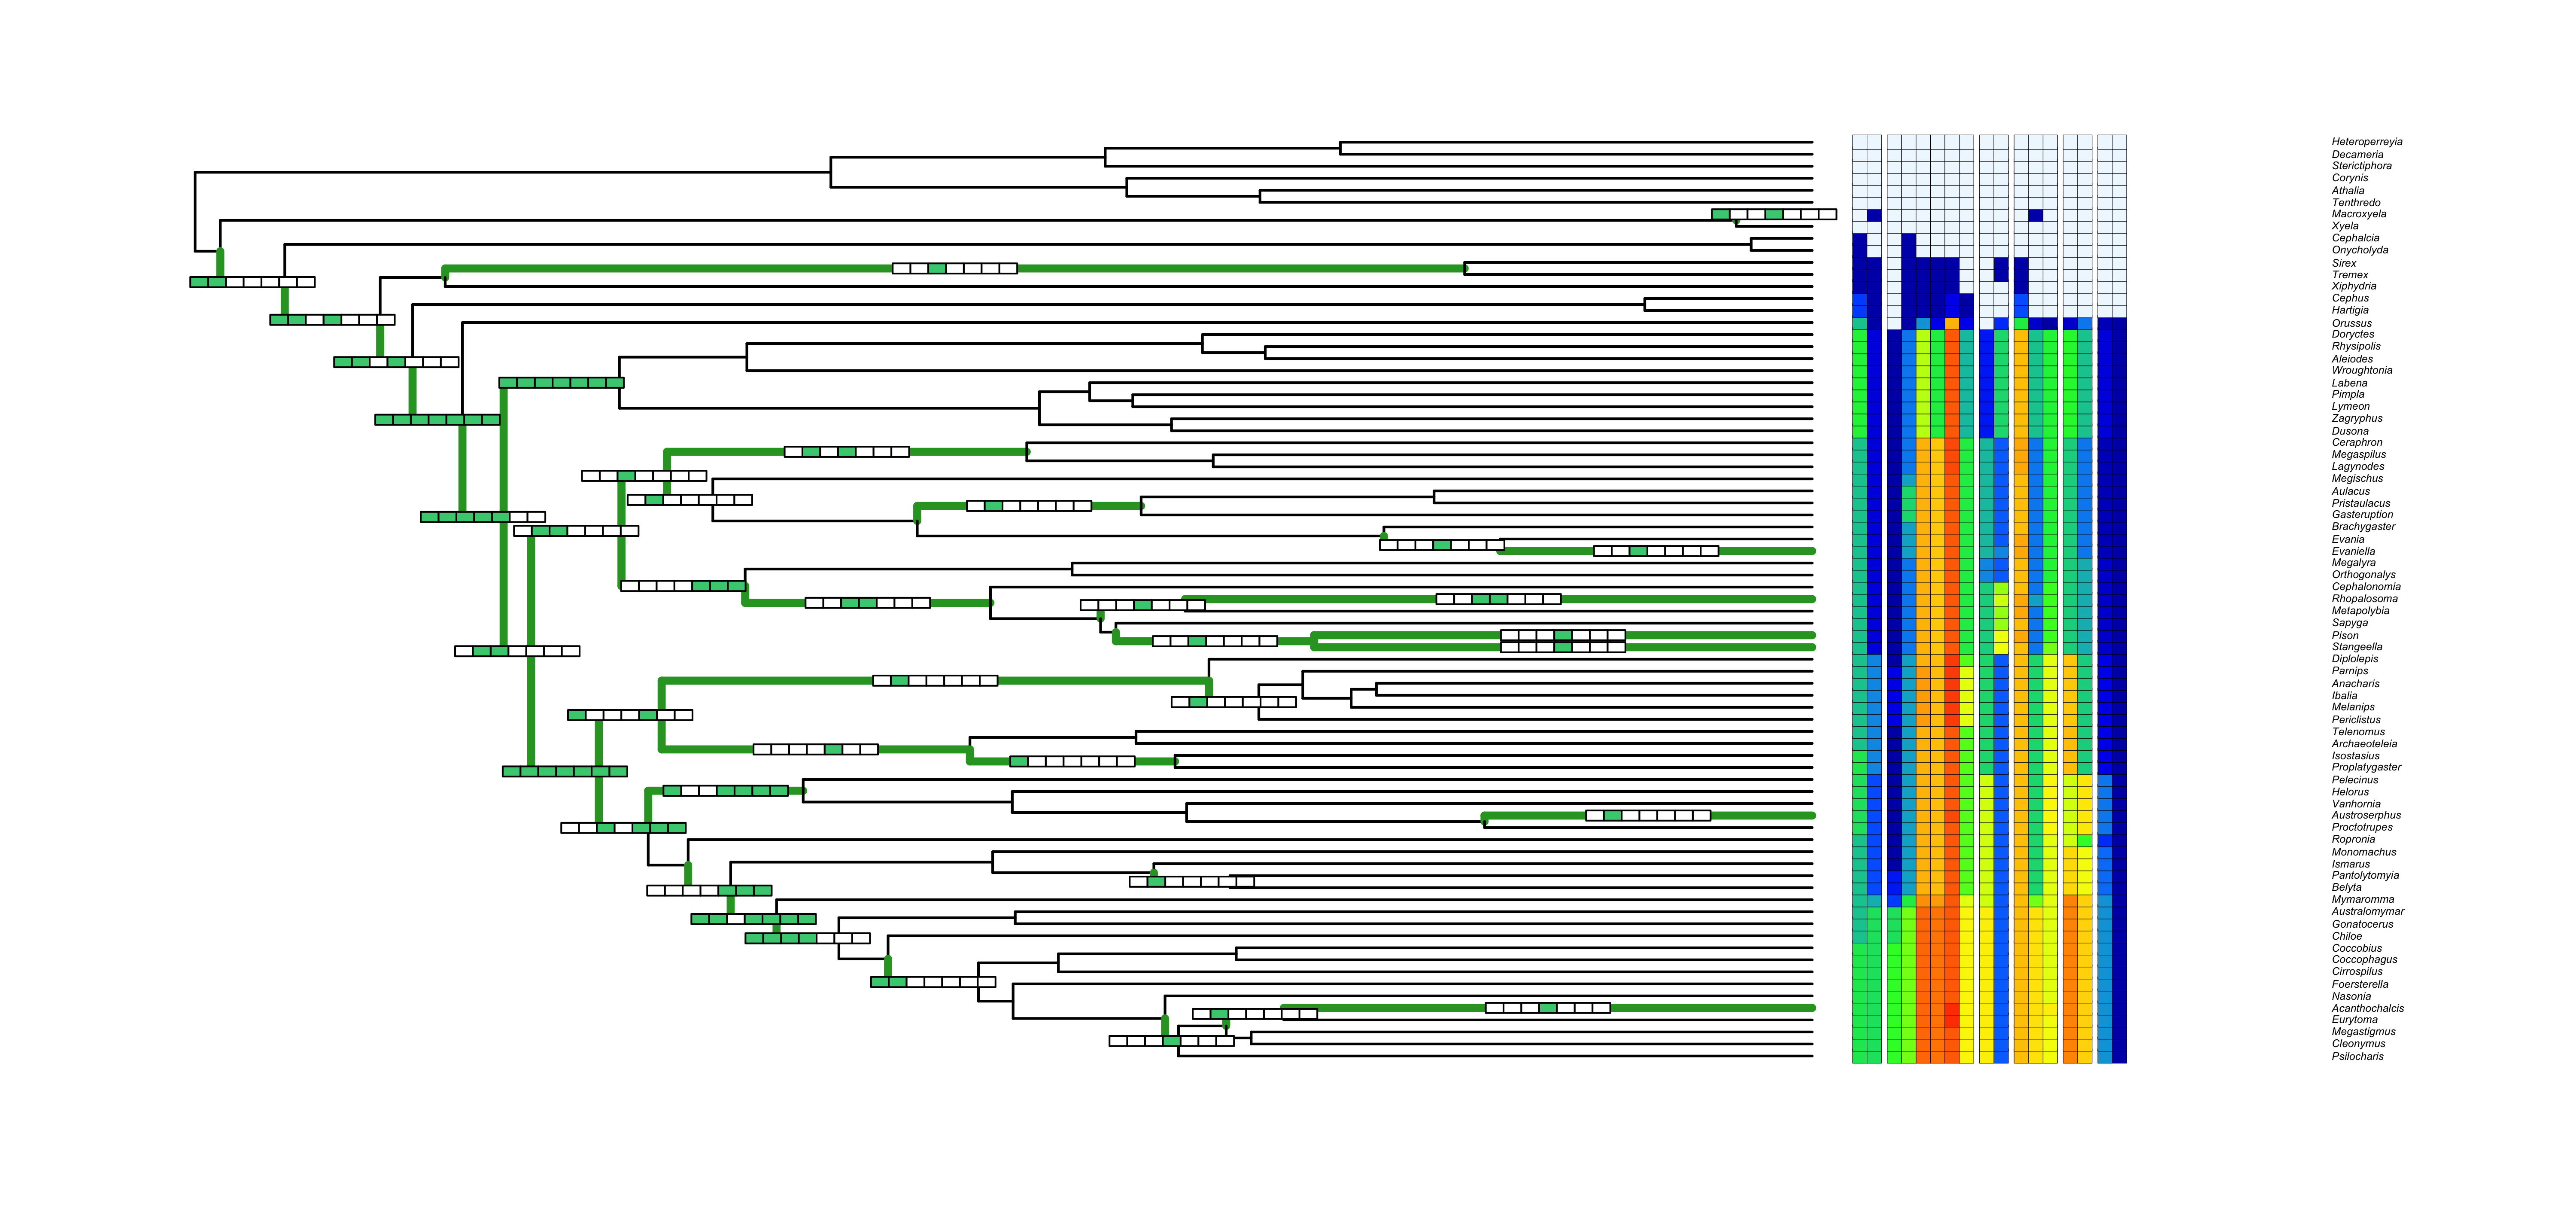 Heteroperreyia
Decameria
Sterictiphora
Corynis
Athalia
Tenthredo
Macroxyela
Xyela
Cephalcia
Onycholyda
Sirex
Tremex
Xiphydria
Cephus
Hartigia
Orussus
Doryctes
Rhysipolis
Aleiodes
Wroughtonia
Labena
Pimpla
Lymeon
Zagryphus
Dusona
Ceraphron
Megaspilus
Lagynodes
Megischus
Aulacus
Pristaulacus
Gasteruption
Brachygaster
Evania
Evaniella
Megalyra
Orthogonalys
Cephalonomia
Rhopalosoma
Metapolybia
Sapyga
Pison
Stangeella
Diplolepis
Parnips
Anacharis
Ibalia
Melanips
Periclistus
Telenomus
Archaeoteleia
Isostasius
Proplatygaster
Pelecinus
Helorus
Vanhornia
Austroserphus
Proctotrupes
Ropronia
Monomachus
Ismarus
Pantolytomyia
Belyta
Mymaromma
Australomymar
Gonatocerus
Chiloe
Coccobius
Coccophagus
Cirrospilus
Foersterella
Nasonia
Acanthochalcis
Eurytoma
Megastigmus
Cleonymus
Psilocharis